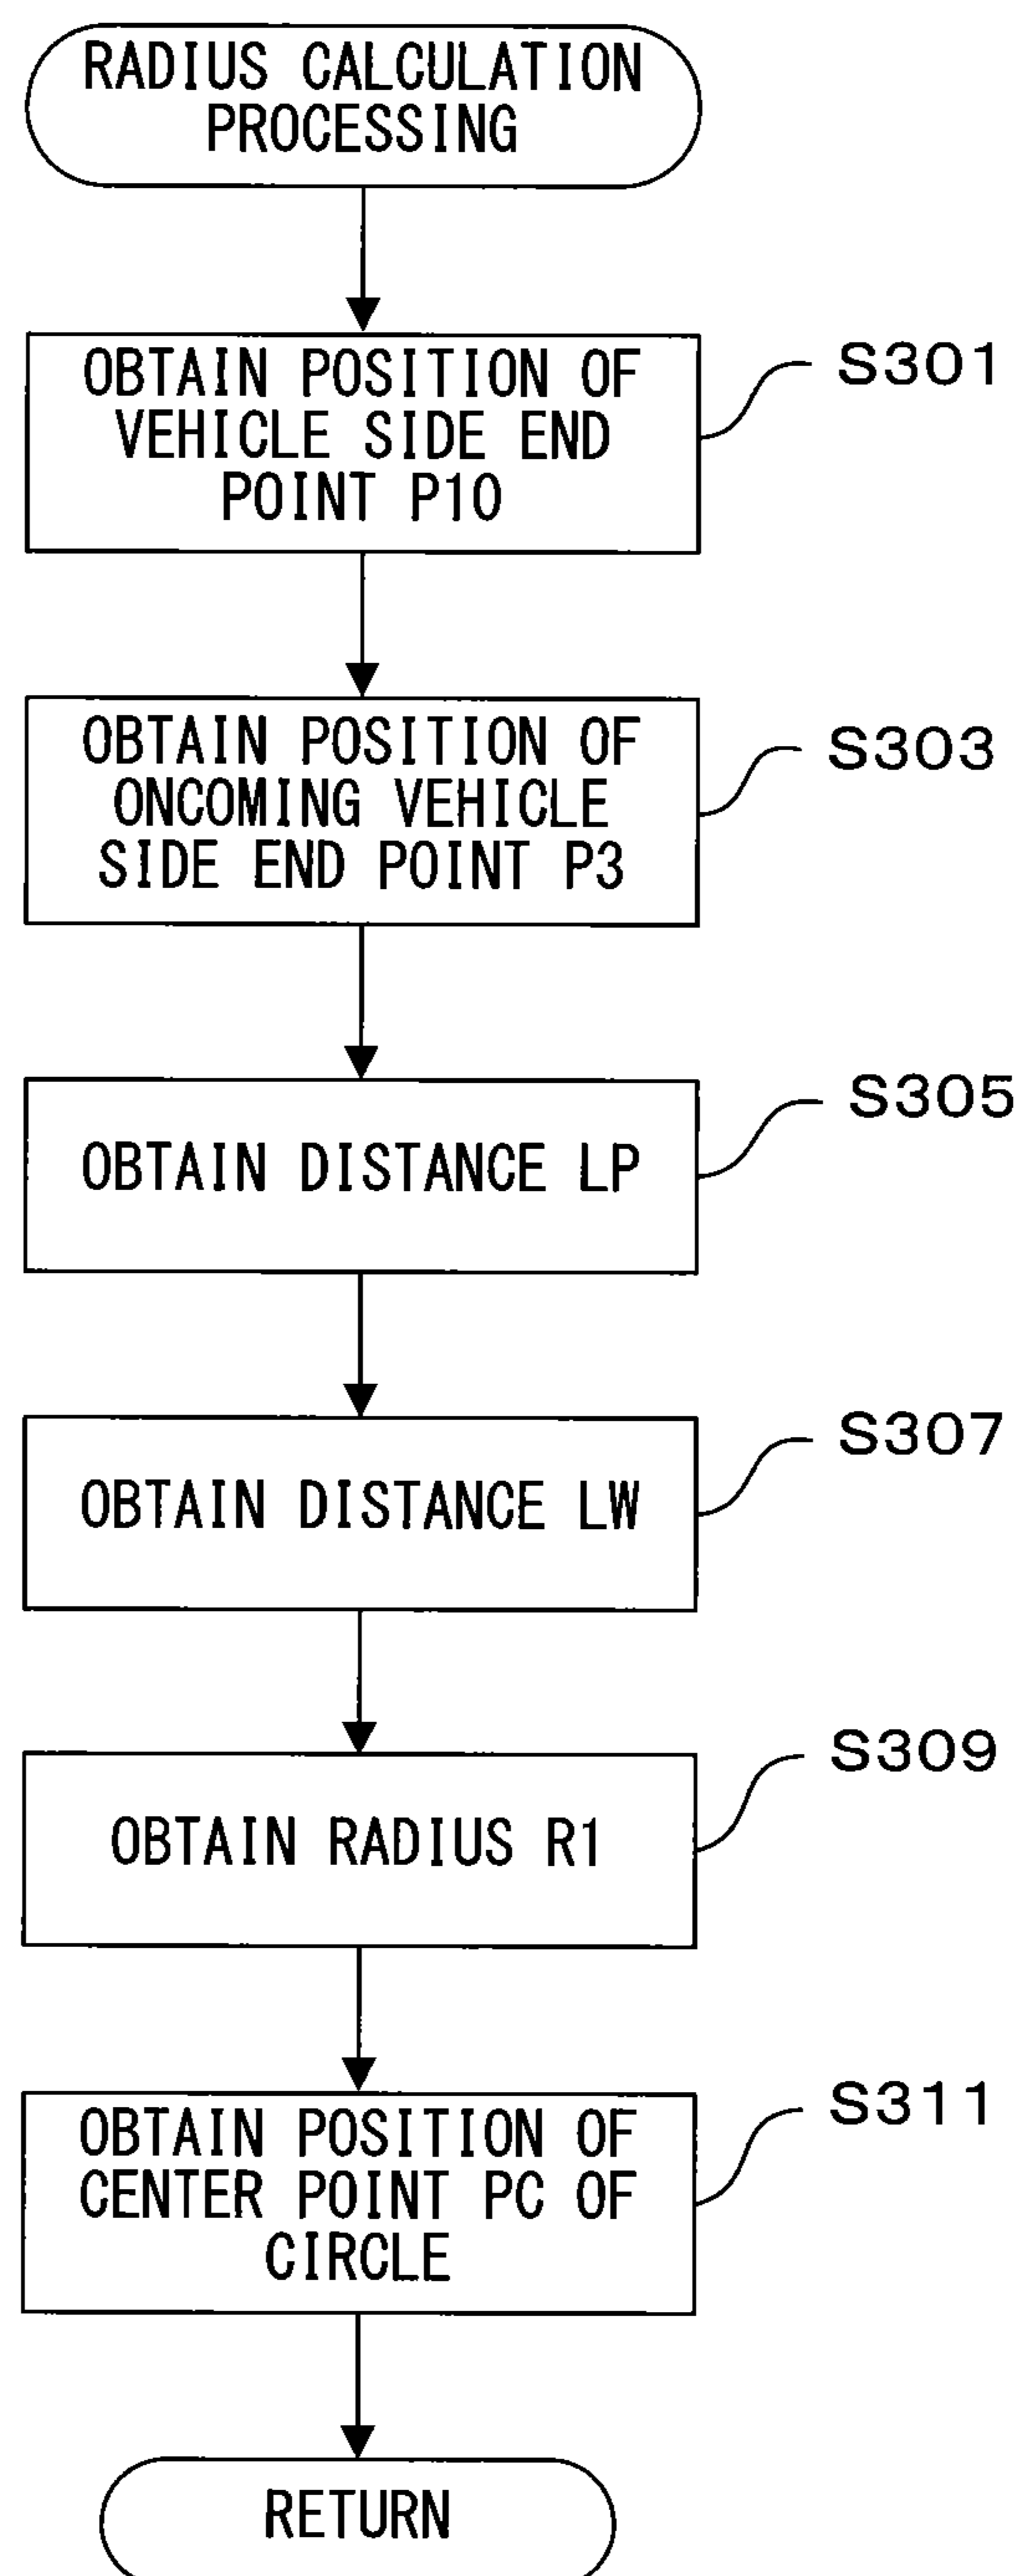 RADIUS CALCULATION
PROCESSING
OBTAIN POSITION OF
VEHICLE SIDE END
POINT P10
S301
OBTAIN POSITION OF
ONCOMING VEHICLE
SIDE END POINT P3
S303
OBTAIN DISTANCE LP
S305
OBTAIN DISTANCE LW
S307
OBTAIN RADIUS R1
S309
OBTAIN POSITION OF
CENTER POINT PC OF
CIRCLE
S311
RETURN